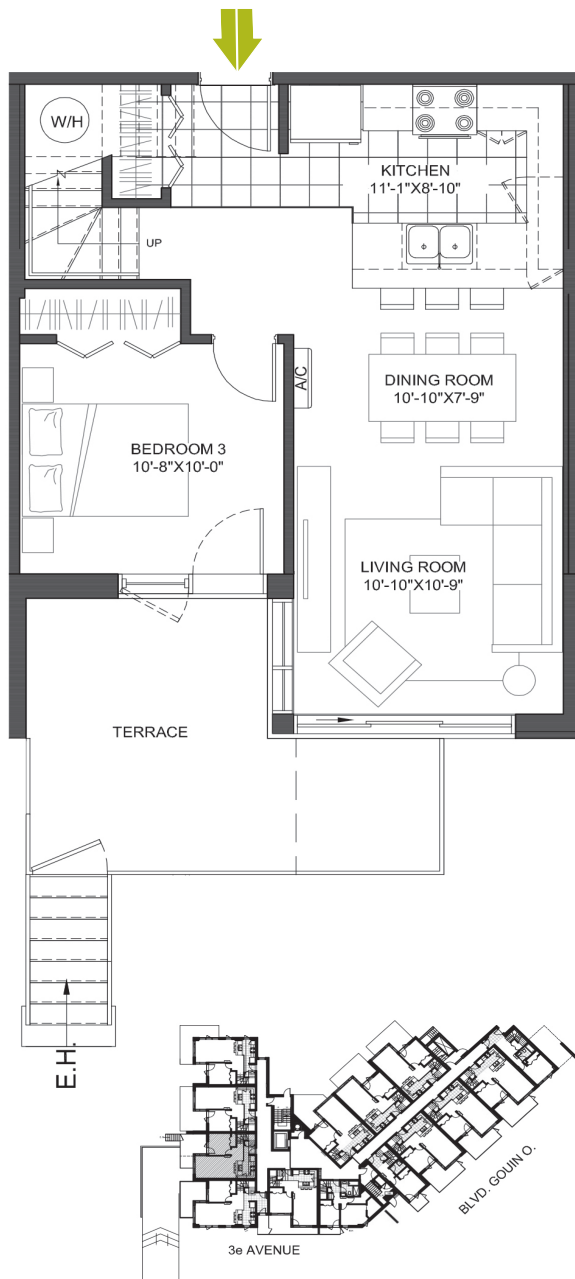 W/H
KITCHEN
11'-1"X8'-10"
UP
A/C
DINING ROOM
10'-10"X7'-9"
BEDROOM 3
10'-8"X10'-0"
LIVING ROOM
10'-10"X10'-9"
TERRACE
E.H.
BLVD. GOUIN O.
3e AVENUE